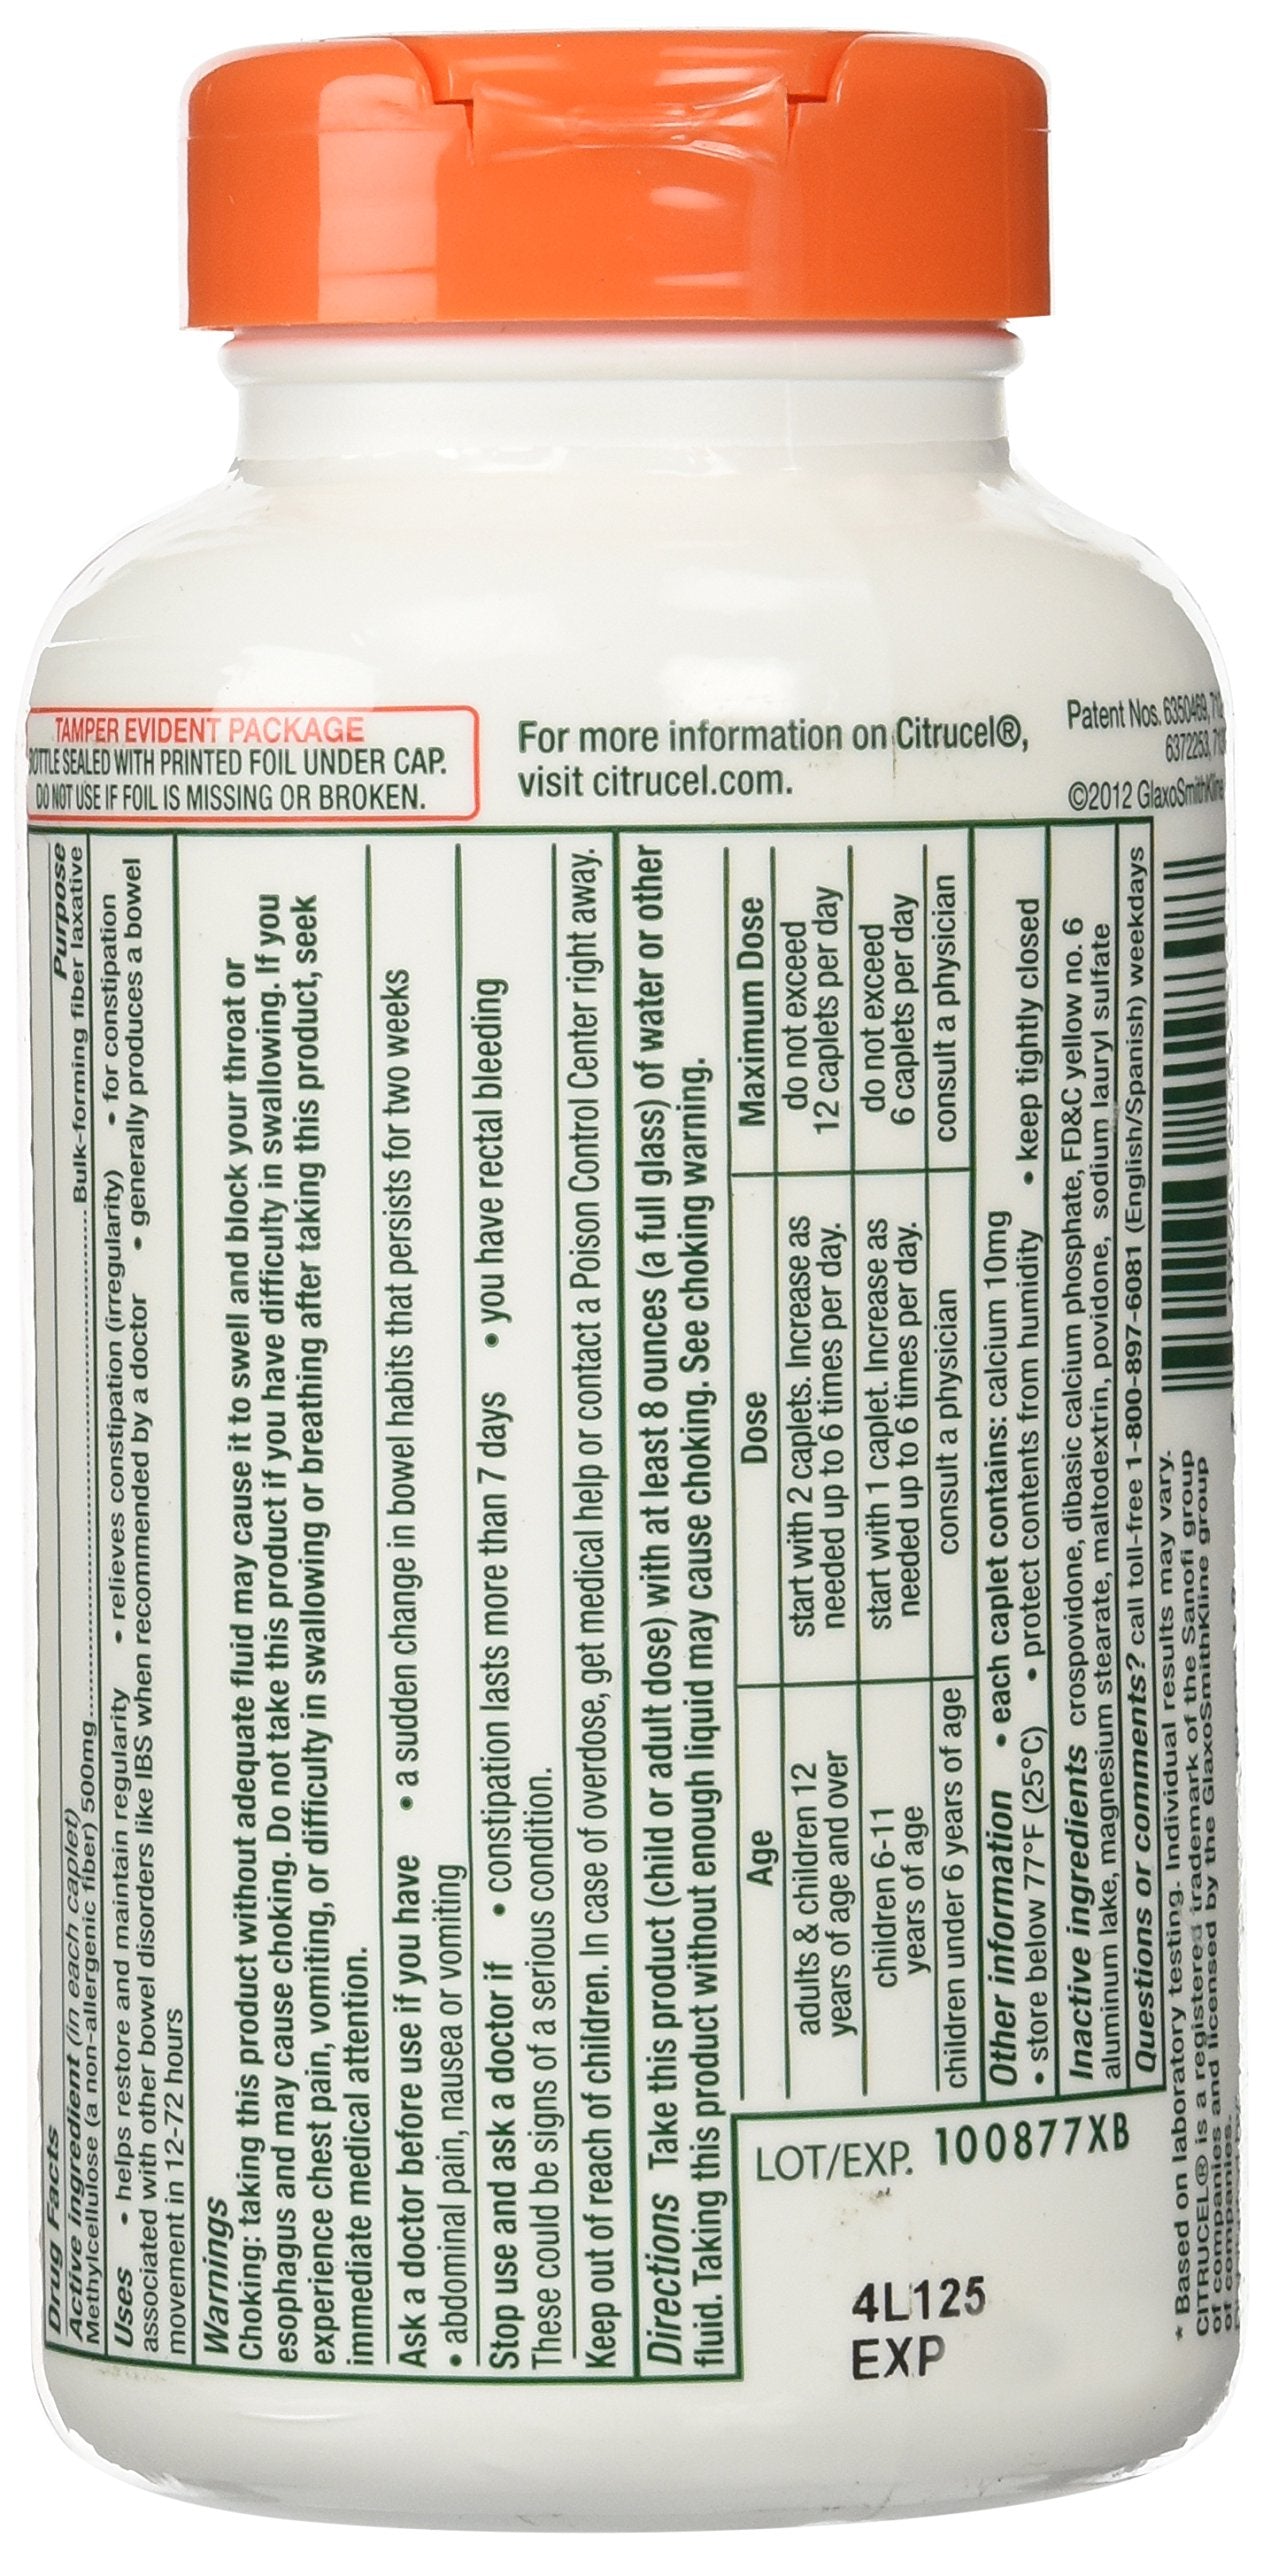 TAMPER EVIDENT PACKAGE
BOTTLE SEALED WITH PRINTED FOIL UNDER CAP.
DO NOT USE IF FOIL IS MISSING OR BROKEN.
For more information on Citrucel®,
visit citrucel.com.
Patent Nos. 6350469,
6372253,
©2012 GlaxoSmithKline
Drug Facts
Active ingredient (in each caplet) Purpose
Methylcellulose (a non-allergenic fiber) 500mg..........Bulk-forming fiber laxative
Uses • helps restore and maintain regularity • relieves constipation (irregularity) • for constipation
associated with other bowel disorders like IBS when recommended by a doctor • generally produces a bowel
movement in 12-72 hours
Warnings
Choking: taking this product without adequate fluid may cause it to swell and block your throat or
esophagus and may cause choking. Do not take this product if you have difficulty in swallowing. If you
experience chest pain, vomiting, or difficulty in swallowing or breathing after taking this product, seek
immediate medical attention.
Ask a doctor before use if you have • a sudden change in bowel habits that persists for two weeks
• abdominal pain, nausea or vomiting
Stop use and ask a doctor if • constipation lasts more than 7 days • you have rectal bleeding
These could be signs of a serious condition.
Keep out of reach of children. In case of overdose, get medical help or contact a Poison Control Center right away.
Directions Take this product (child or adult dose) with at least 8 ounces (a full glass) of water or other
fluid. Taking this product without enough liquid may cause choking. See choking warning.
Age Dose Maximum Dose
adults & children 12 start with 2 caplets. Increase as do not exceed
years of age and over needed up to 6 times per day. 12 caplets per day
children 6-11 start with 1 caplet. Increase as do not exceed
years of age needed up to 6 times per day. 6 caplets per day
children under 6 years of age consult a physician consult a physician
Other information • each caplet contains: calcium 10mg
• store below 77°F (25°C) • protect contents from humidity • keep tightly closed
Inactive ingredients crospovidone, dibasic calcium phosphate, FD&C yellow no. 6
aluminum lake, magnesium stearate, maltodextrin, povidone, sodium lauryl sulfate
Questions or comments? call toll-free 1-800-897-6081 (English/Spanish) weekdays
* Based on laboratory testing. Individual results may vary.
CITRUCEL® is a registered trademark of the Sanofi group
of companies and licensed by the GlaxoSmithKline group
of companies.
LOT/EXP. 100877XB
4L125
EXP